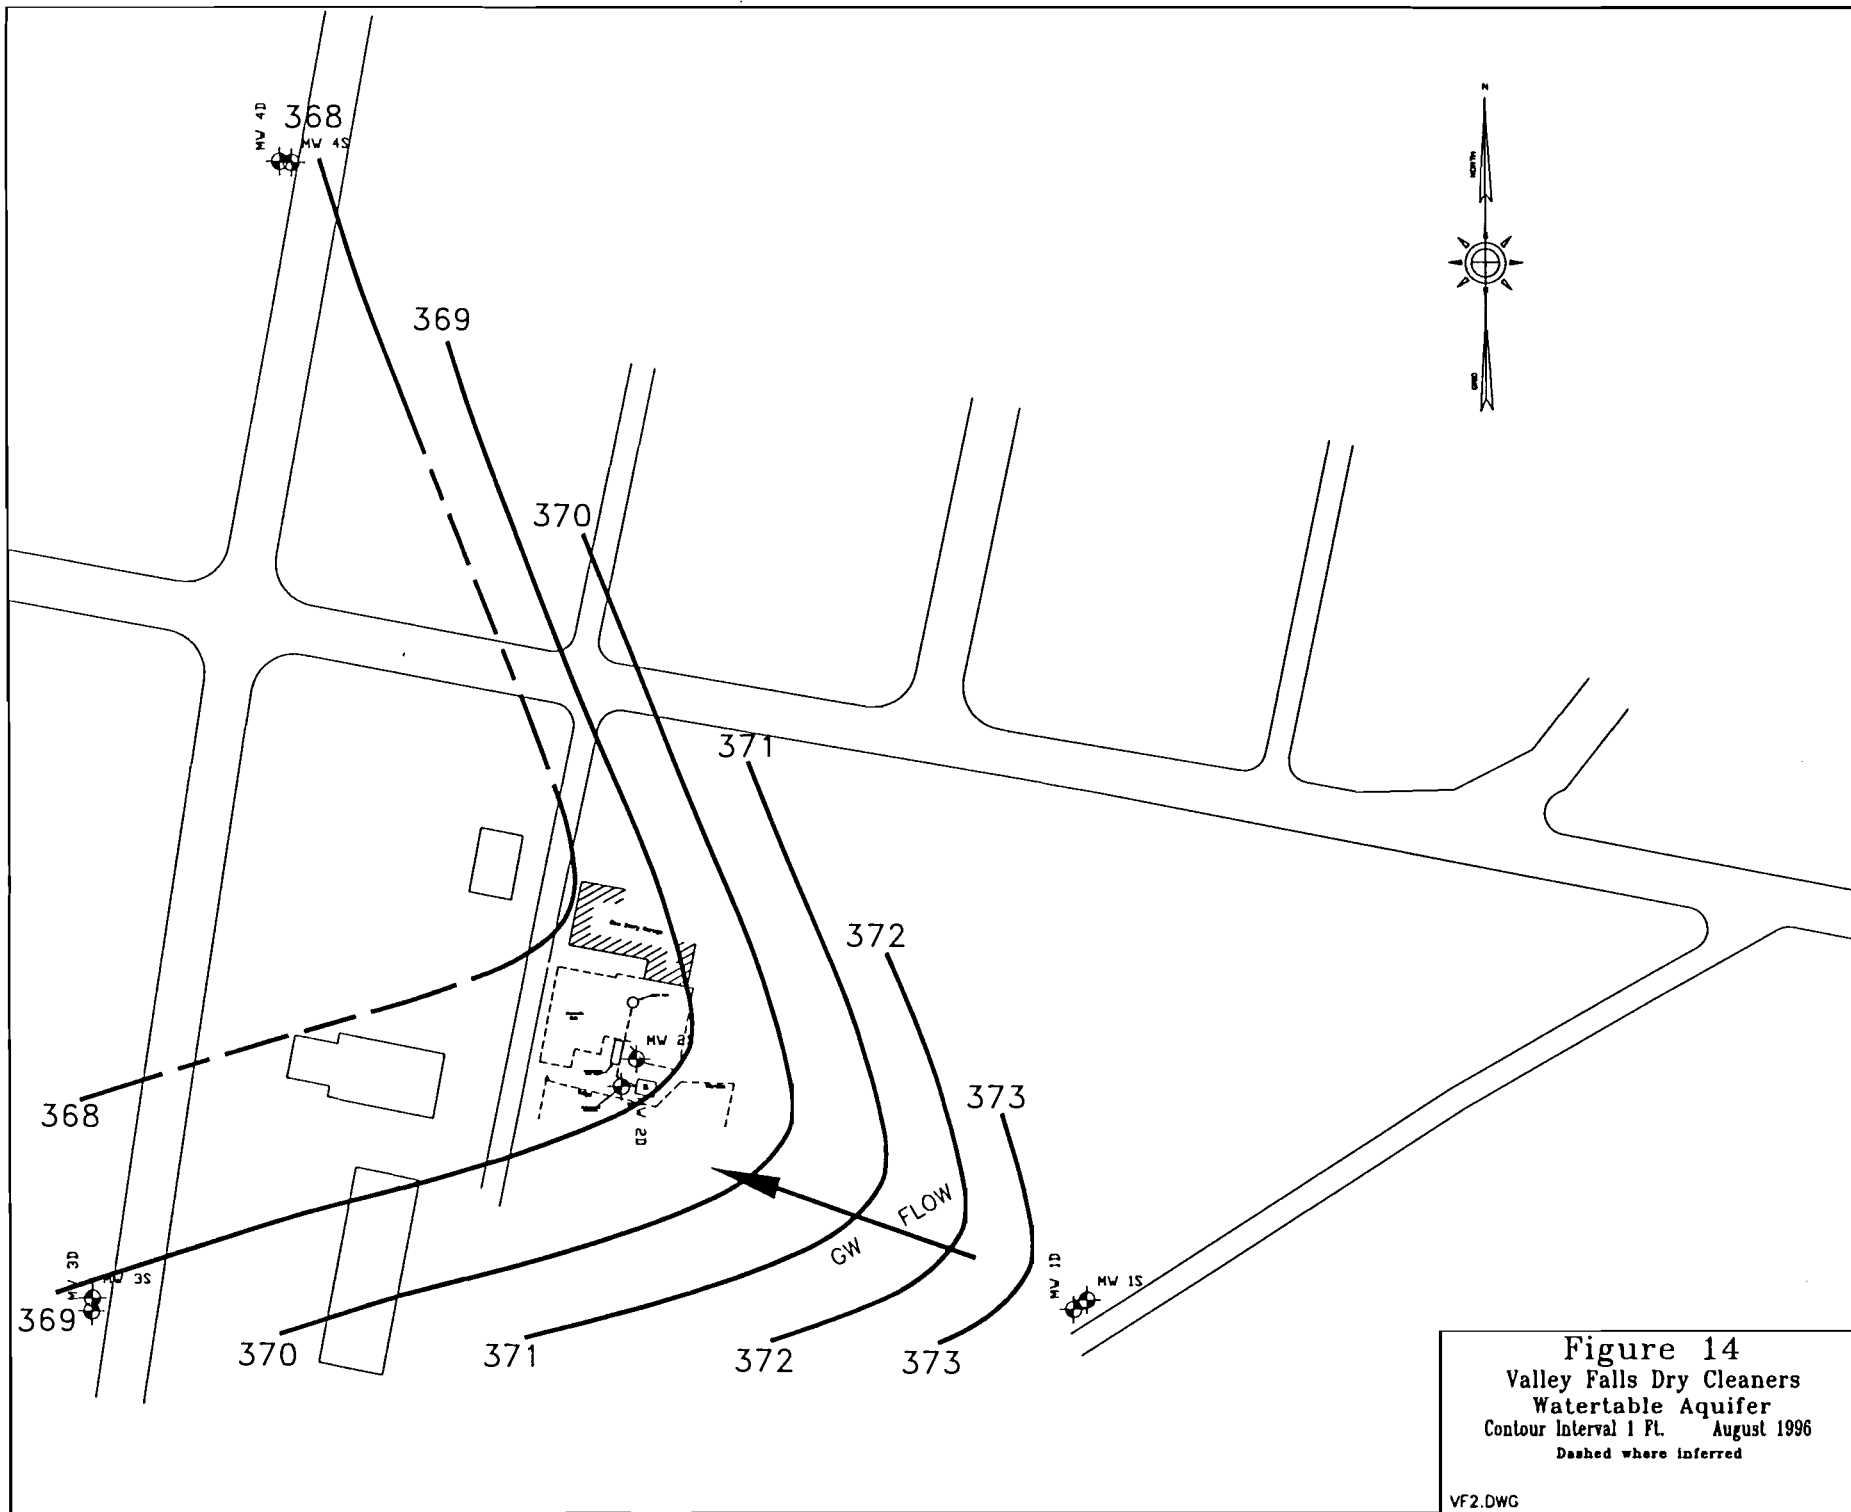 MW 4D
368
MW 4S
N
NORTH
369
370
371
372
373
368
MW 2D
FLOW
GW
MW 3D
MW 3S
369
370
371
372
373
MW 1D
MW 1S
Figure 14
Valley Falls Dry Cleaners
Watertable Aquifer
Contour Interval 1 Ft. August 1996
Dashed where inferred
VF2.DWG